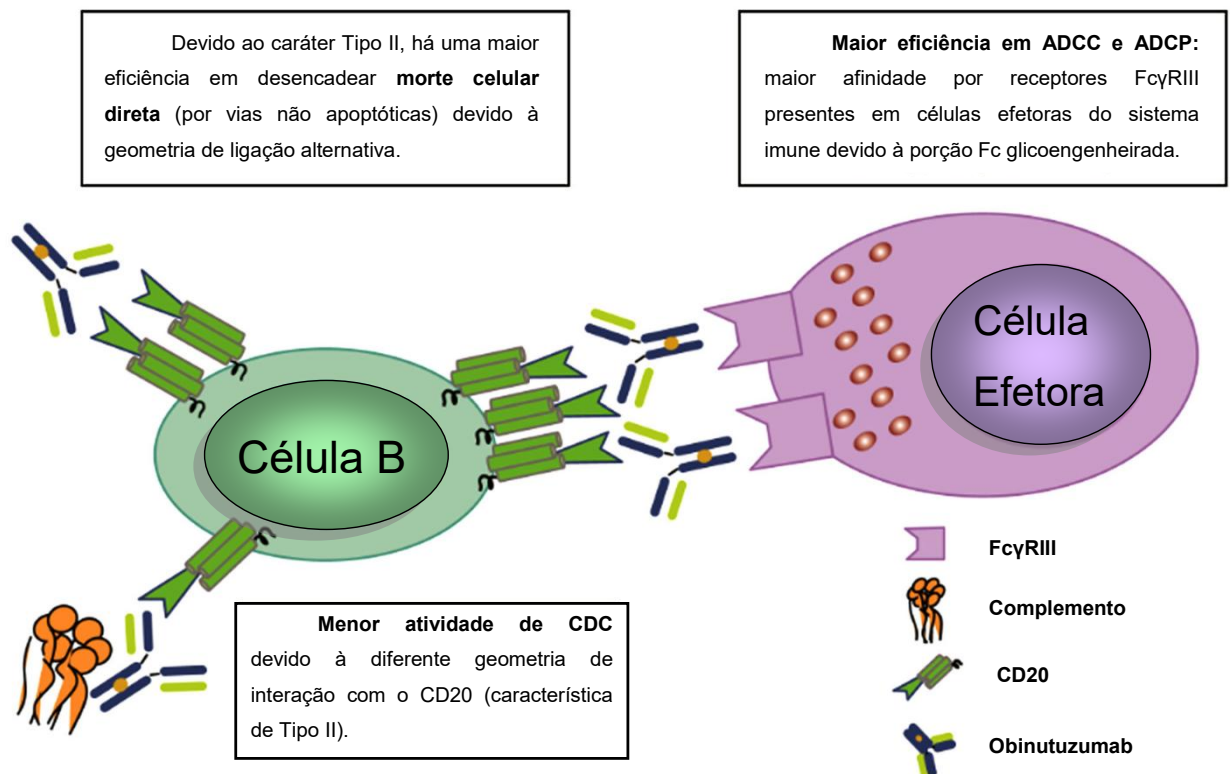 Devido ao caráter Tipo II, há uma maior
eficiência em desencadear morte celular
direta (por vias não apoptóticas) devido à
geometria de ligação alternativa.
Maior eficiência em ADCC e ADCP:
maior afinidade por receptores FcγRIII
presentes em células efetoras do sistema
imune devido à porção Fc glicoengenheirada.
Célula
Efetora
Célula B
Menor atividade de CDC
devido à diferente geometria de
interação com o CD20 (característica
de Tipo II).
FcγRIII
Complemento
CD20
Obinutuzumab